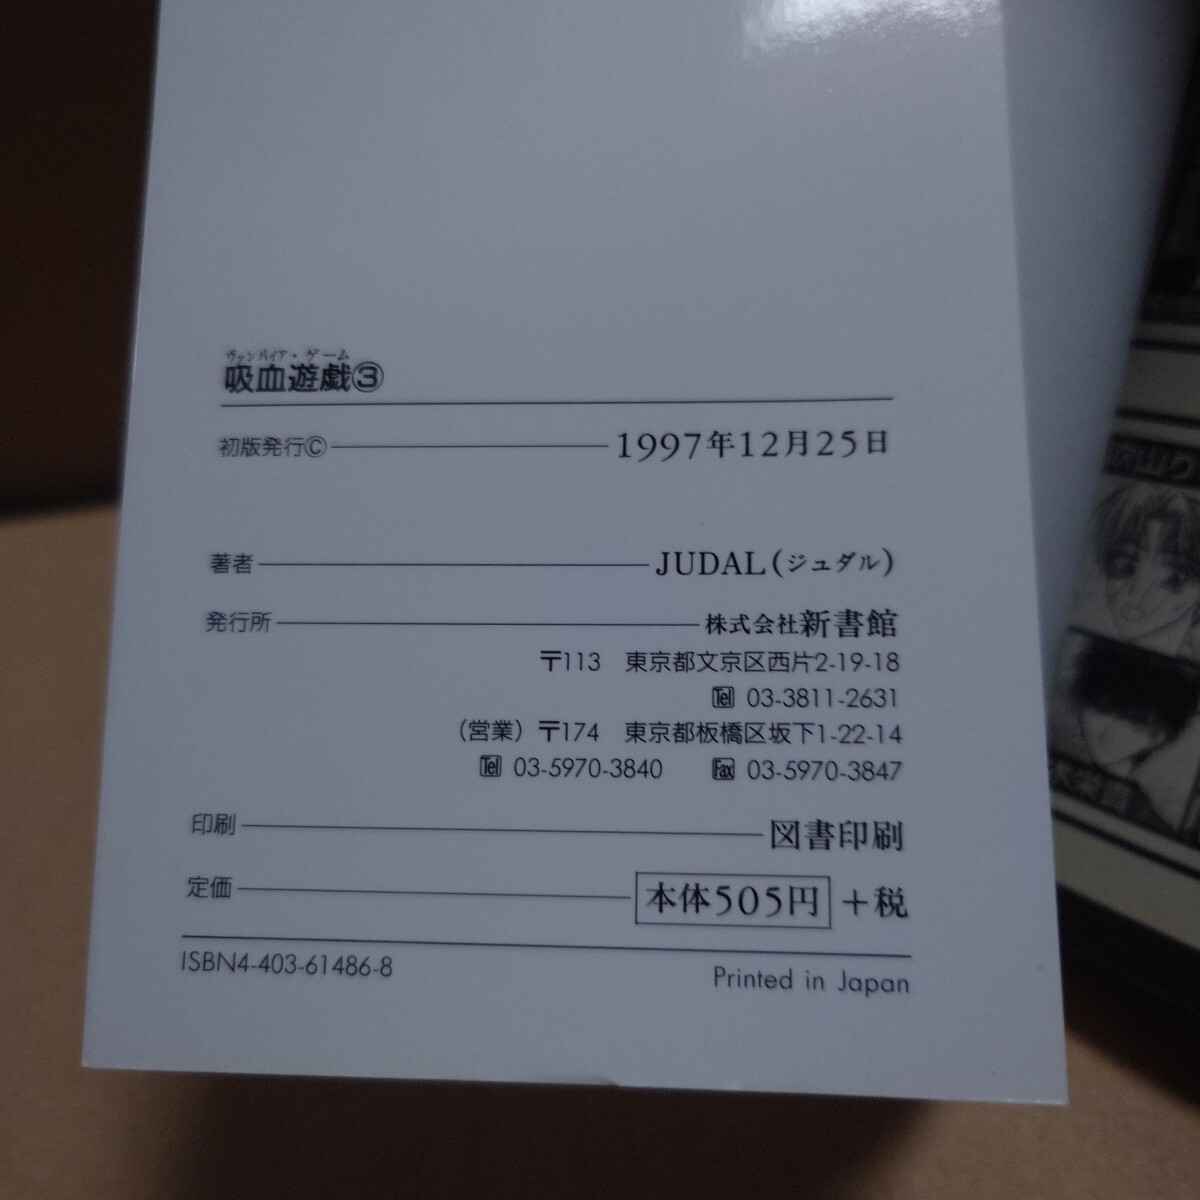 ヴァンパイア・ゲーム
吸血遊戯③
初版発行© 1997年12月25日
著者 JUDAL(ジュダル)
発行所 株式会社新書館
〒113 東京都文京区西片2-19-18
Tel 03-3811-2631
(営業)〒174 東京都板橋区坂下1-22-14
Tel 03-5970-3840 Fax 03-5970-3847
印刷 図書印刷
定価 本体505円+税
ISBN4-403-61486-8
Printed in Japan